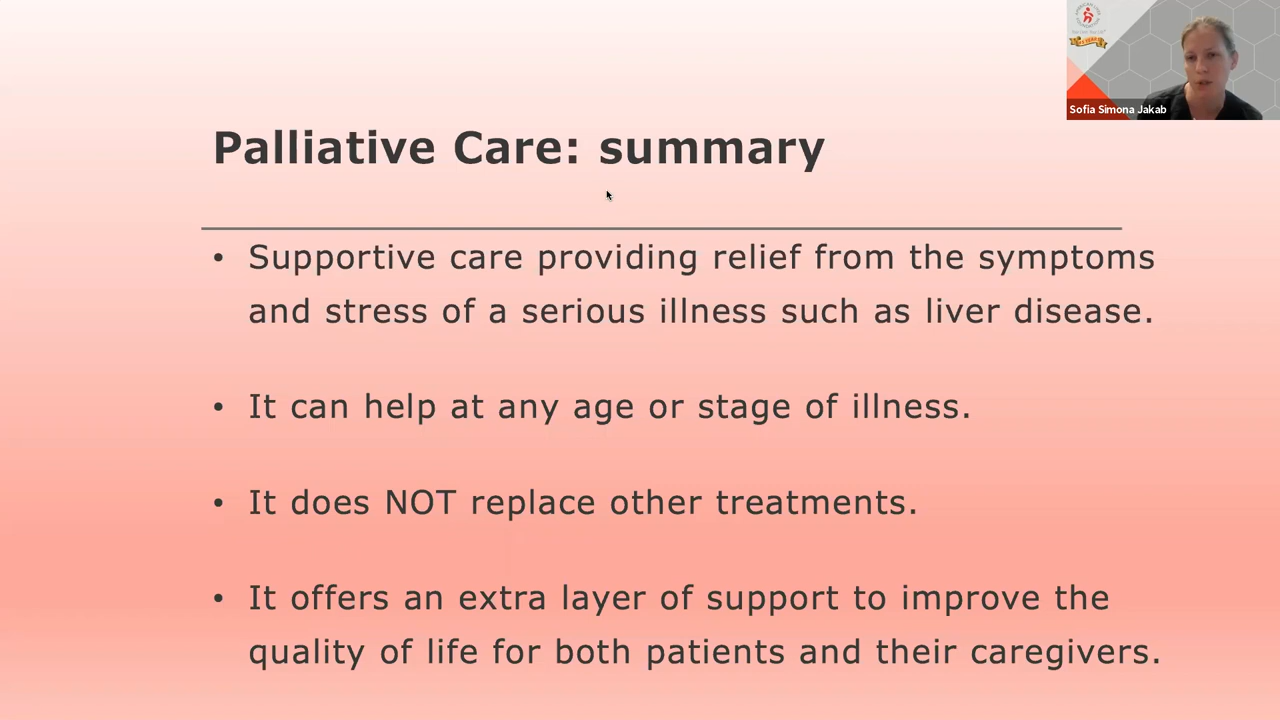 Sofia Simona Jakab
Palliative Care: summary
• Supportive care providing relief from the symptoms
and stress of a serious illness such as liver disease.
• It can help at any age or stage of illness.
• It does NOT replace other treatments.
• It offers an extra layer of support to improve the
quality of life for both patients and their caregivers.